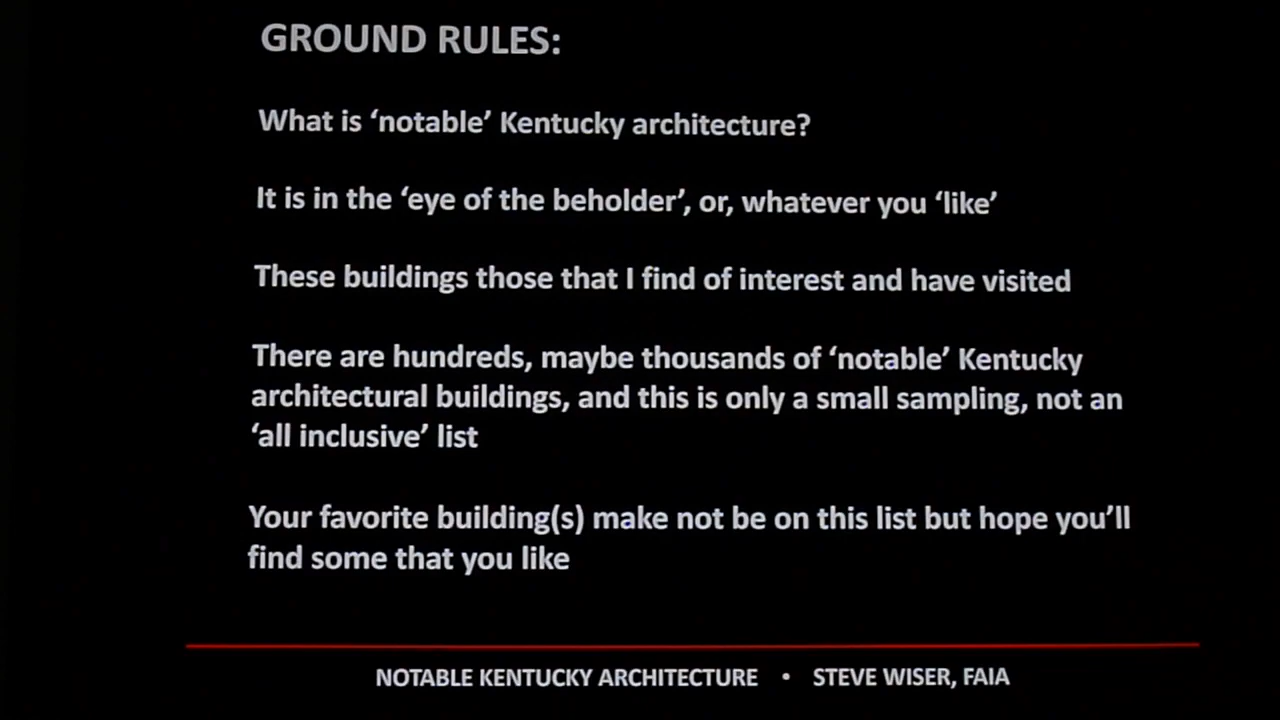 GROUND RULES:
What is ‘notable’ Kentucky architecture?
It is in the ‘eye of the beholder’, or, whatever you ‘like’
These buildings those that I find of interest and have visited
There are hundreds, maybe thousands of ‘notable’ Kentucky
architectural buildings, and this is only a small sampling, not an
‘all inclusive’ list
Your favorite building(s) make not be on this list but hope you’ll
find some that you like
NOTABLE KENTUCKY ARCHITECTURE • STEVE WISER, FAIA